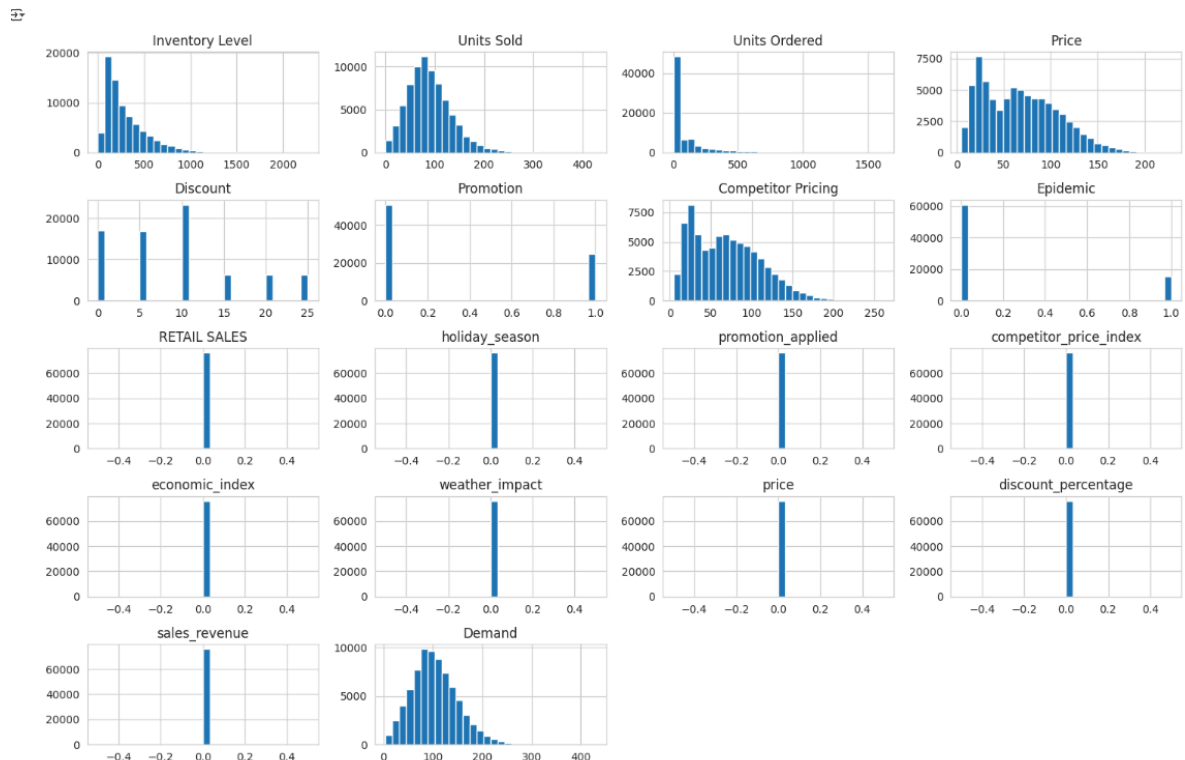 Inventory Level Units Sold Units Ordered Price
20000
15000
10000
5000
0
0 500 1000 1500 2000
10000
5000
0
0 100 200 300 400
40000
20000
0
0 500 1000 1500
7500
5000
2500
0
0 50 100 150 200
Discount Promotion Competitor Pricing Epidemic
20000
10000
0
0 5 10 15 20 25
40000
20000
0
0.0 0.2 0.4 0.6 0.8 1.0
7500
5000
2500
0
0 50 100 150 200 250
60000
40000
20000
0
0.0 0.2 0.4 0.6 0.8 1.0
RETAIL SALES holiday_season promotion_applied competitor_price_index
60000
40000
20000
0
−0.4 −0.2 0.0 0.2 0.4
60000
40000
20000
0
−0.4 −0.2 0.0 0.2 0.4
60000
40000
20000
0
−0.4 −0.2 0.0 0.2 0.4
60000
40000
20000
0
−0.4 −0.2 0.0 0.2 0.4
economic_index weather_impact price discount_percentage
60000
40000
20000
0
−0.4 −0.2 0.0 0.2 0.4
60000
40000
20000
0
−0.4 −0.2 0.0 0.2 0.4
60000
40000
20000
0
−0.4 −0.2 0.0 0.2 0.4
60000
40000
20000
0
−0.4 −0.2 0.0 0.2 0.4
sales_revenue Demand
60000
40000
20000
0
−0.4 −0.2 0.0 0.2 0.4
10000
5000
0
0 100 200 300 400